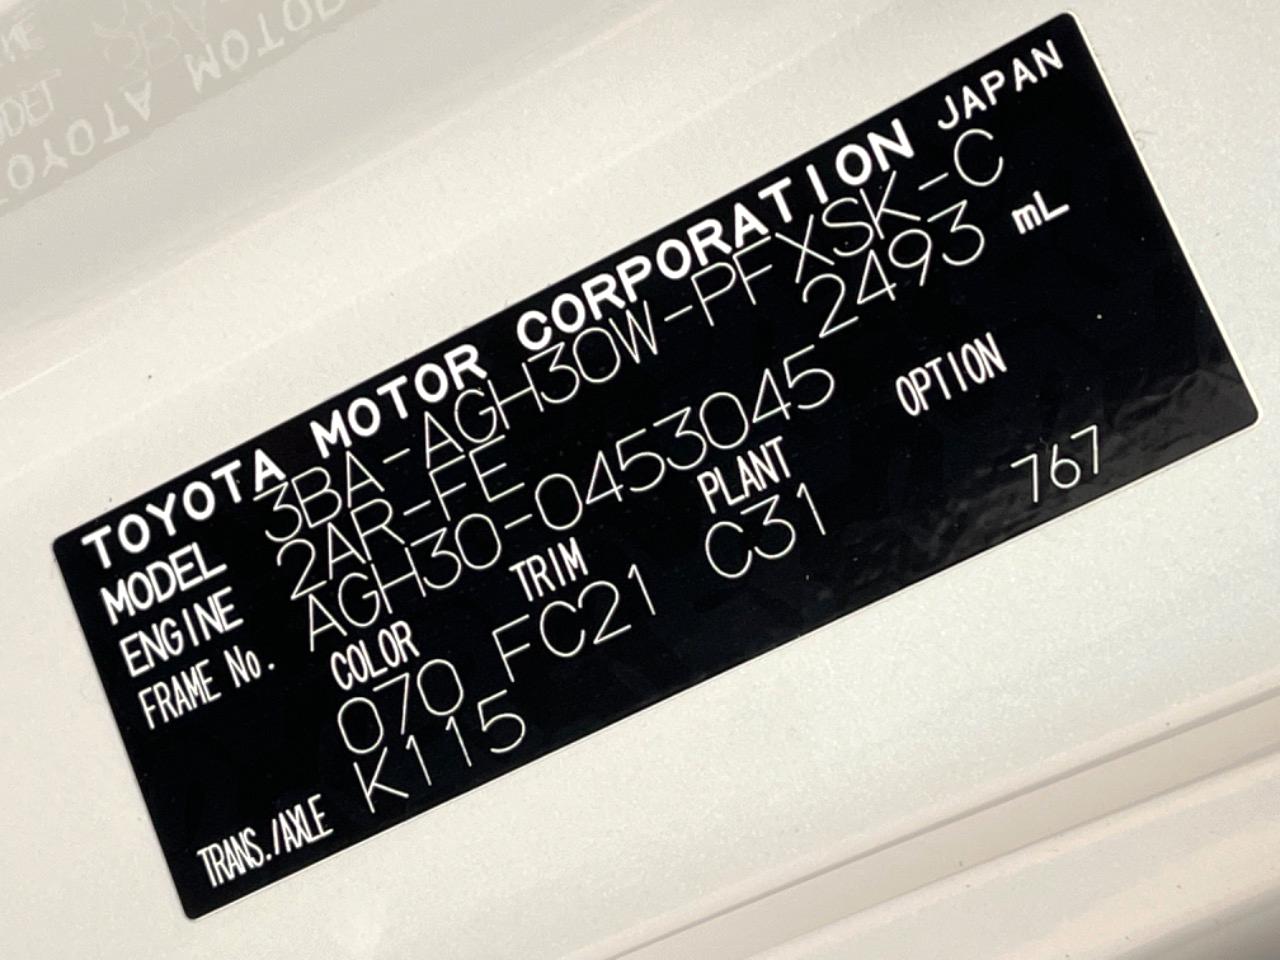 TOYOTA MOTOR CORPORATION JAPAN
MODEL 3BA-AGH30W-PFXSK-C
ENGINE 2AR-FE 2493 mL
FRAME No. AGH30-0453045
COLOR TRIM PLANT OPTION
070 FC21 C31 767
K115
TRANS./AXLE